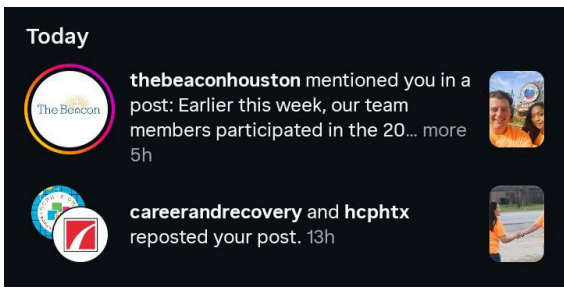 Today
The Beacon
thebeaconhouston mentioned you in a
post: Earlier this week, our team
members participated in the 20... more
5h
careerandrecovery and hcphtx
reposted your post. 13h